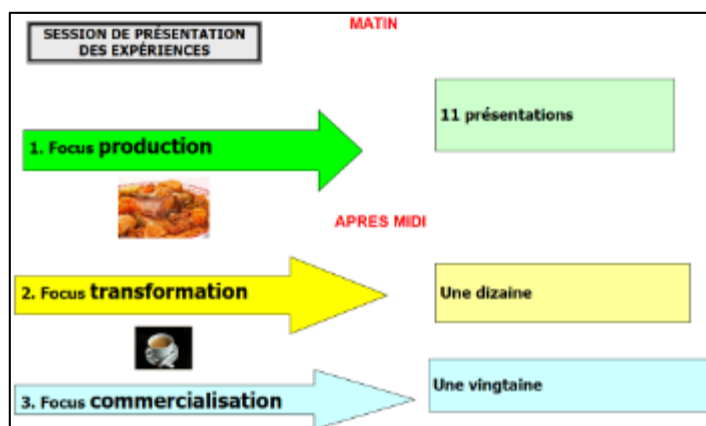 SESSION DE PRÉSENTATION
DES EXPÉRIENCES
MATIN
1. Focus production
11 présentations
APRES MIDI
2. Focus transformation
Une dizaine
3. Focus commercialisation
Une vingtaine